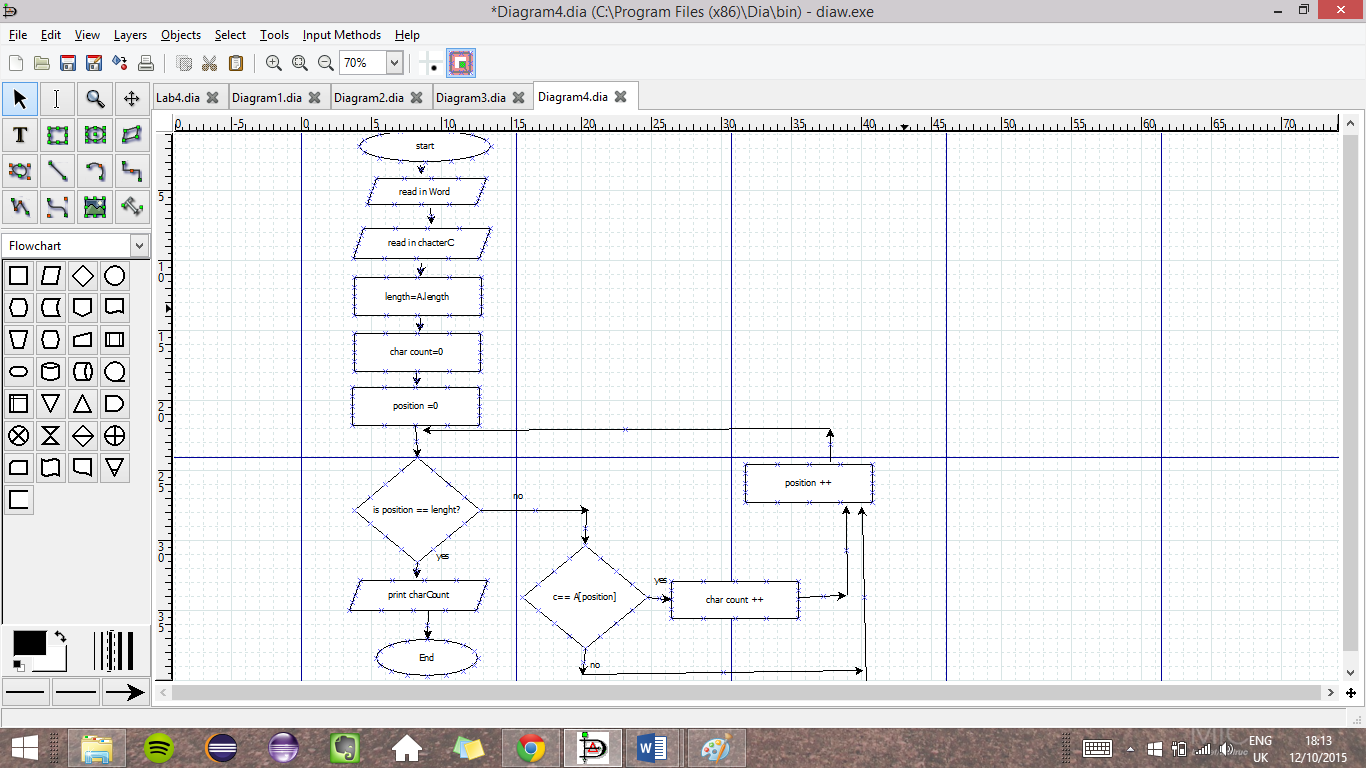 *Diagram4.dia (C:\Program Files (x86)\Dia\bin) - diaw.exe
File Edit View Layers Objects Select Tools Input Methods Help
70%
Lab4.dia Diagram1.dia Diagram2.dia Diagram3.dia Diagram4.dia
0 -5 0 5 10 15 20 25 30 35 40 45 50 55 60 65 70
T
Flowchart
5
10
15
20
25
30
35
start
read in Word
read in chacterC
length=A.length
char count=0
position =0
position ++
no
is position == lenght?
yes
print charCount
c== A[position]
yes
char count ++
no
End
ENG
UK
18:13
12/10/2015